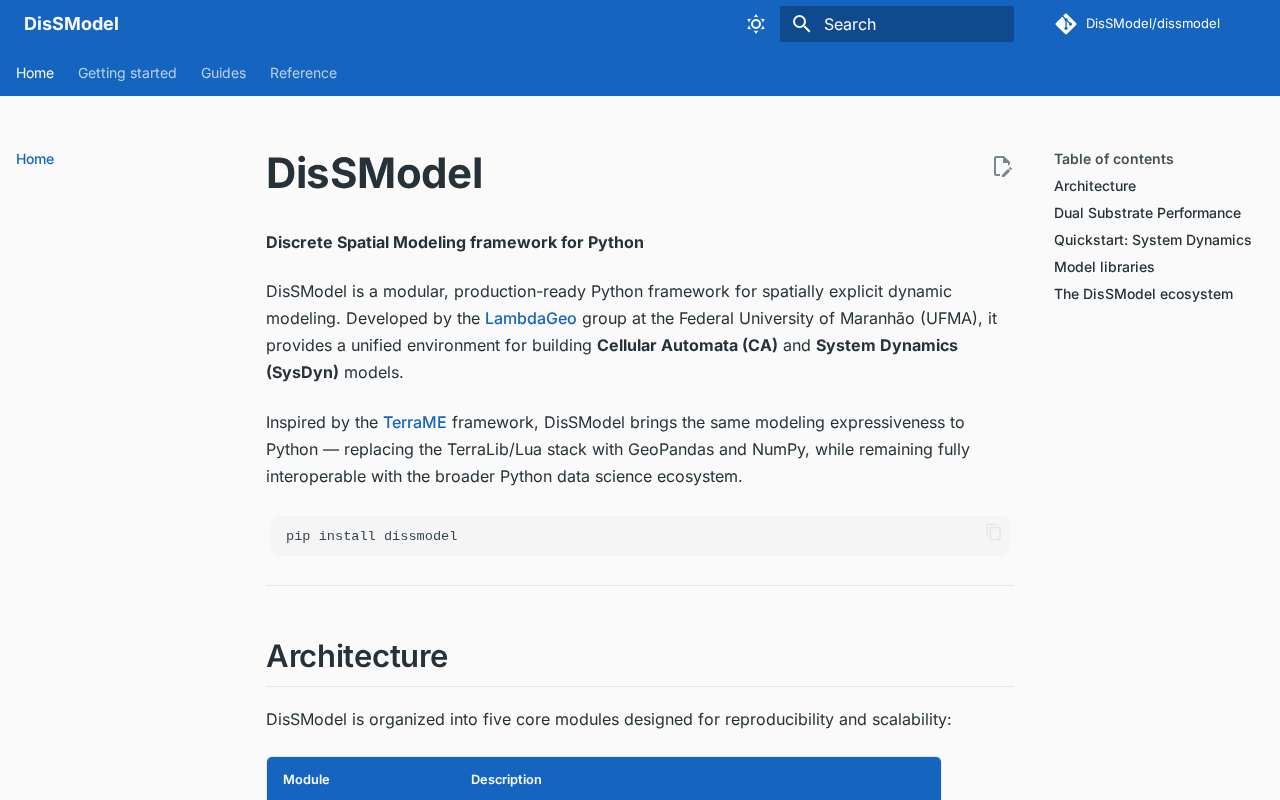 DisSModel
Search
DisSModel/dissmodel
Home
Getting started
Guides
Reference
Home
DisSModel
Discrete Spatial Modeling framework for Python
DisSModel is a modular, production-ready Python framework for spatially explicit dynamic
modeling. Developed by the LambdaGeo group at the Federal University of Maranhão (UFMA), it
provides a unified environment for building Cellular Automata (CA) and System Dynamics
(SysDyn) models.
Inspired by the TerraME framework, DisSModel brings the same modeling expressiveness to
Python — replacing the TerraLib/Lua stack with GeoPandas and NumPy, while remaining fully
interoperable with the broader Python data science ecosystem.
pip install dissmodel
Architecture
DisSModel is organized into five core modules designed for reproducibility and scalability:
Module
Description
Table of contents
Architecture
Dual Substrate Performance
Quickstart: System Dynamics
Model libraries
The DisSModel ecosystem